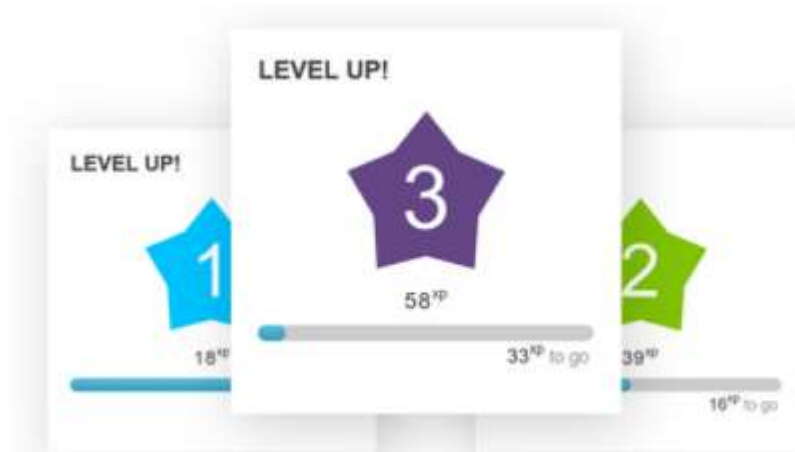 LEVEL UP!
3
58xp
33xp to go
LEVEL UP!
1
18xp
2
39xp
16xp to go